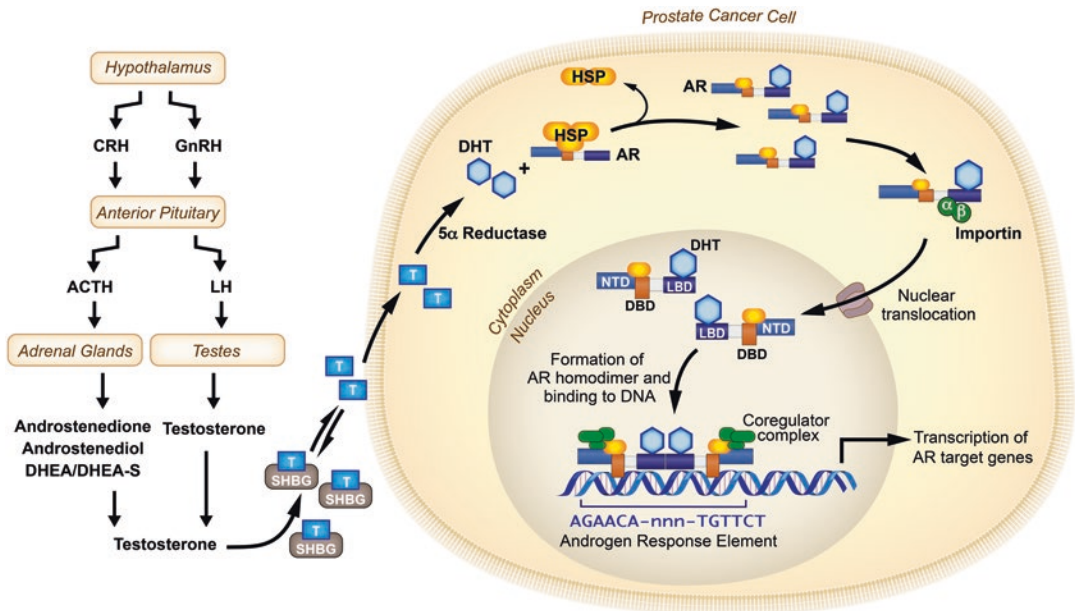 Prostate Cancer Cell
Hypothalamus
CRH
GnRH
Anterior Pituitary
ACTH
LH
Adrenal Glands
Testes
Androstenedione
Androstenediol
DHEA/DHEA-S
Testosterone
Testosterone
T
SHBG
T
SHBG
T
SHBG
T
T
T
T
5α Reductase
DHT
+
HSP
AR
HSP
AR
α
β
Importin
Nuclear
translocation
Cytoplasm
Nucleus
DHT
NTD
LBD
DBD
LBD
NTD
DBD
Formation of
AR homodimer and
binding to DNA
Coregulator
complex
Transcription of
AR target genes
AGAACA-nnn-TGTTCT
Androgen Response Element